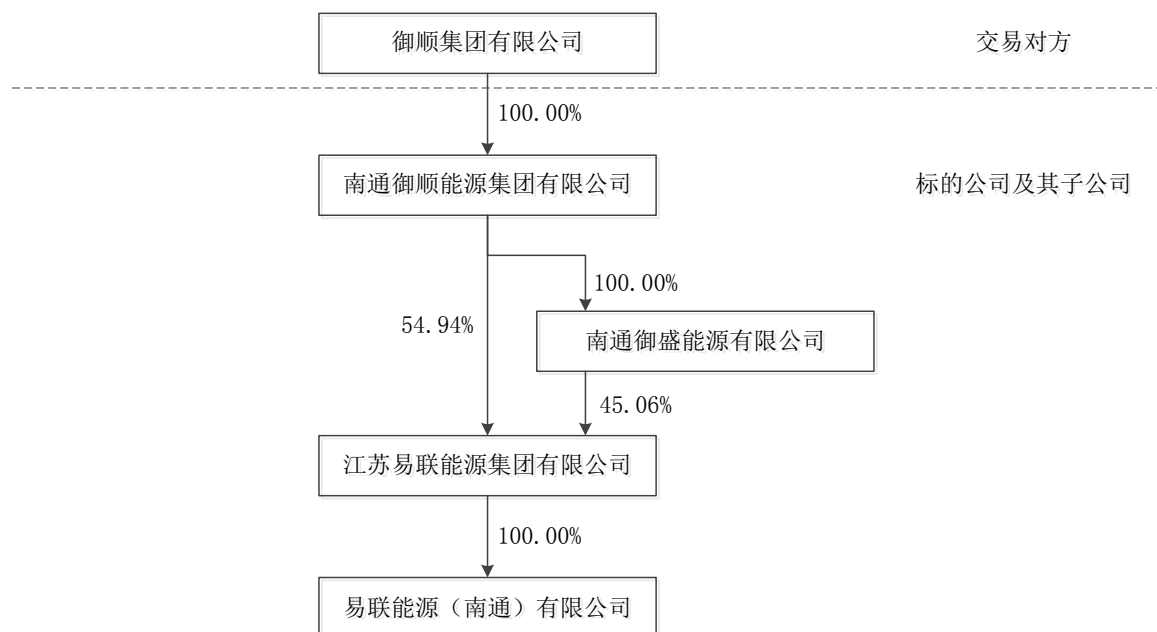 御顺集团有限公司
交易对方
100.00%
南通御顺能源集团有限公司
标的公司及其子公司
100.00%
54.94%
南通御盛能源有限公司
45.06%
江苏易联能源集团有限公司
100.00%
易联能源（南通）有限公司